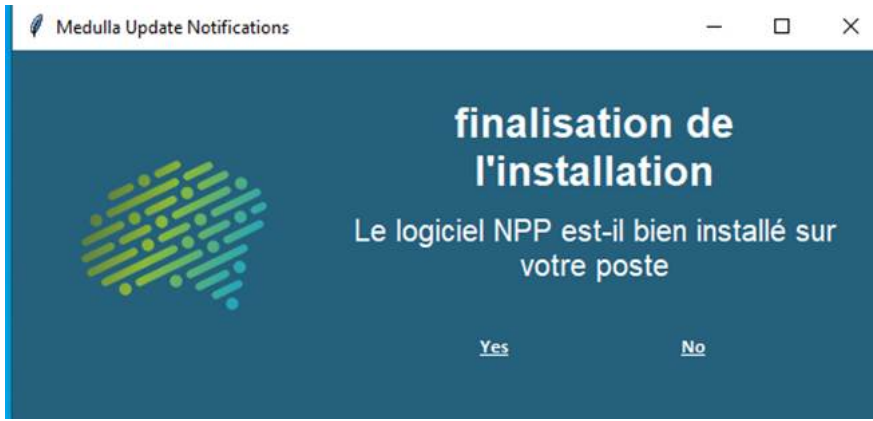 Medulla Update Notifications
finalisation de
l'installation
Le logiciel NPP est-il bien installé sur
votre poste
Yes No